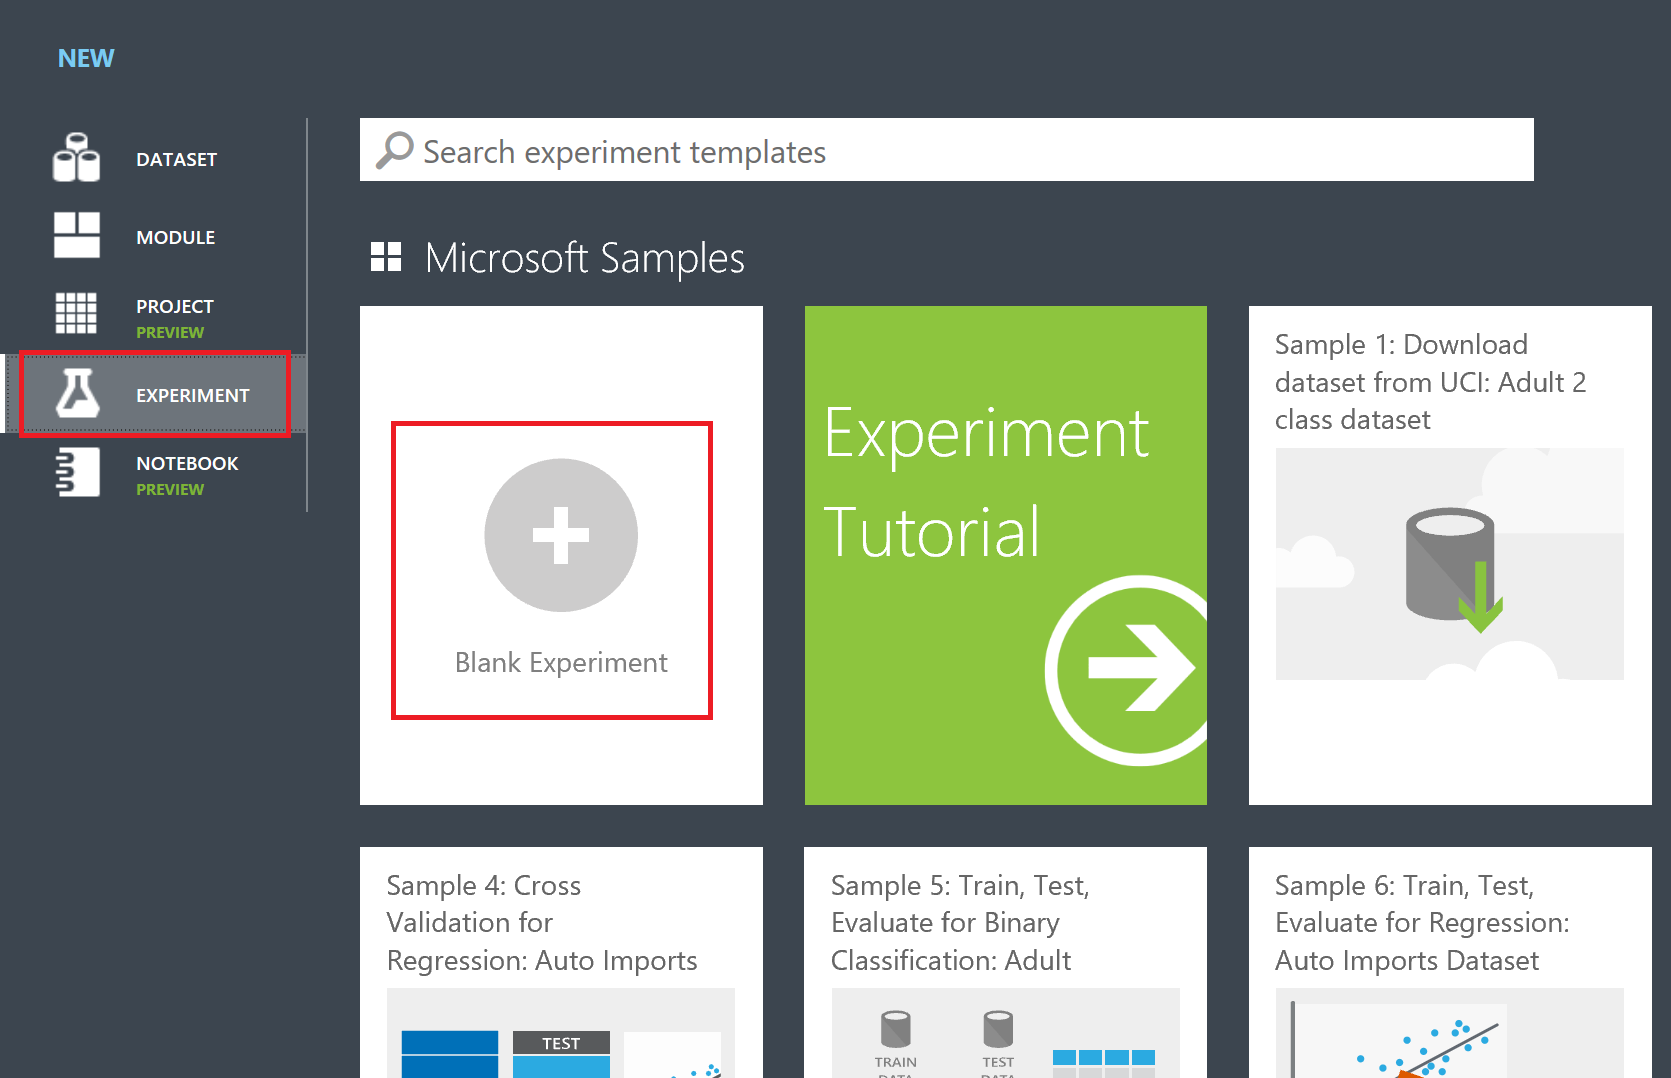 NEW
DATASET
MODULE
PROJECT
PREVIEW
EXPERIMENT
NOTEBOOK
PREVIEW
Search experiment templates
Microsoft Samples
Blank Experiment
Experiment
Tutorial
Sample 1: Download
dataset from UCI: Adult 2
class dataset
Sample 4: Cross
Validation for
Regression: Auto Imports
TEST
Sample 5: Train, Test,
Evaluate for Binary
Classification: Adult
TRAIN
DATA
TEST
DATA
Sample 6: Train, Test,
Evaluate for Regression:
Auto Imports Dataset